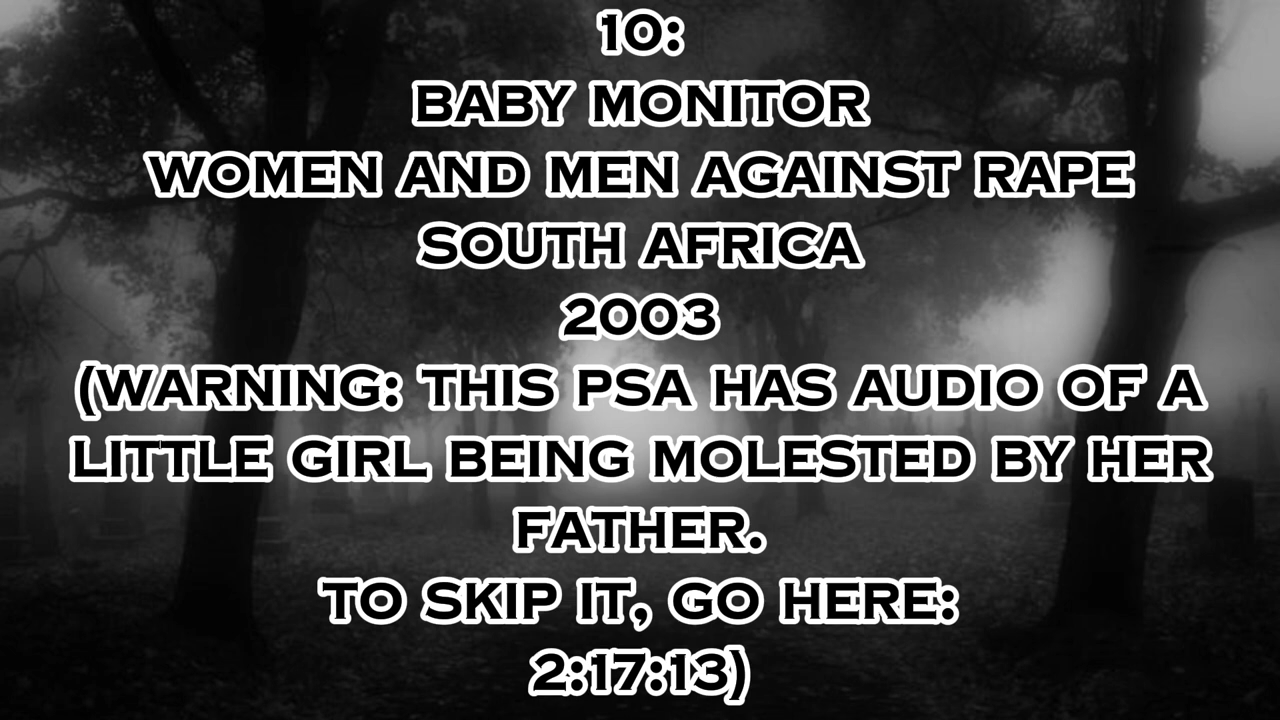 10:
BABY MONITOR
WOMEN AND MEN AGAINST RAPE
SOUTH AFRICA
2003
(WARNING: THIS PSA HAS AUDIO OF A
LITTLE GIRL BEING MOLESTED BY HER
FATHER.
TO SKIP IT, GO HERE:
2:17:13)